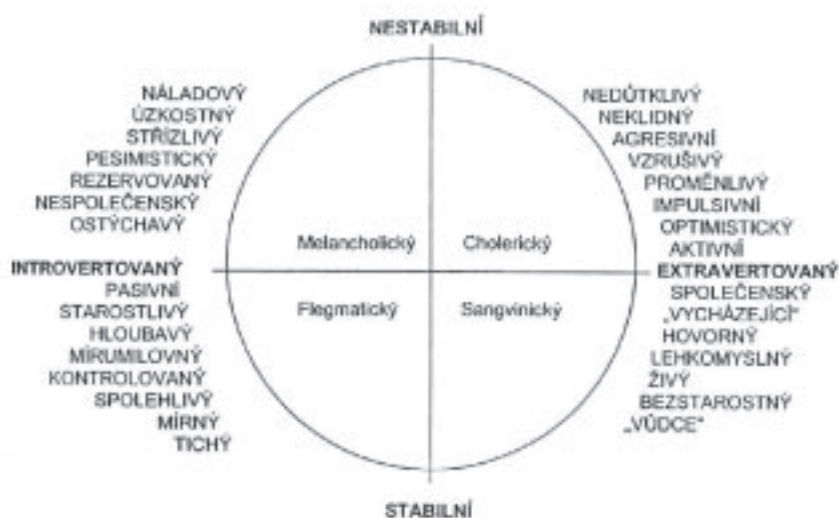 NESTABILNÍ
NÁLADOVÝ
ÚZKOSTNÝ
STŘÍZLIVÝ
PESIMISTICKÝ
REZERVOVANÝ
NESPOLEČENSKÝ
OSTÝCHAVÝ
NEDŮTKLIVÝ
NEKLIDNÝ
AGRESIVNÍ
VZRUŠIVÝ
PROMĚNLIVÝ
IMPULSIVNÍ
OPTIMISTICKÝ
AKTIVNÍ
Melancholický
Cholerický
INTROVERTOVANÝ
EXTRAVERTOVANÝ
Flegmatický
Sangvinický
PASIVNÍ
STAROSTLIVÝ
HLOUBAVÝ
MÍRUMILOVNÝ
KONTROLOVANÝ
SPOLEHLIVÝ
MÍRNÝ
TICHÝ
SPOLEČENSKÝ
„VYCHÁZEJÍCÍ"
HOVORNÝ
LEHKOMYSLNÝ
ŽIVÝ
BEZSTAROSTNÝ
„VŮDCE"
STABILNÍ